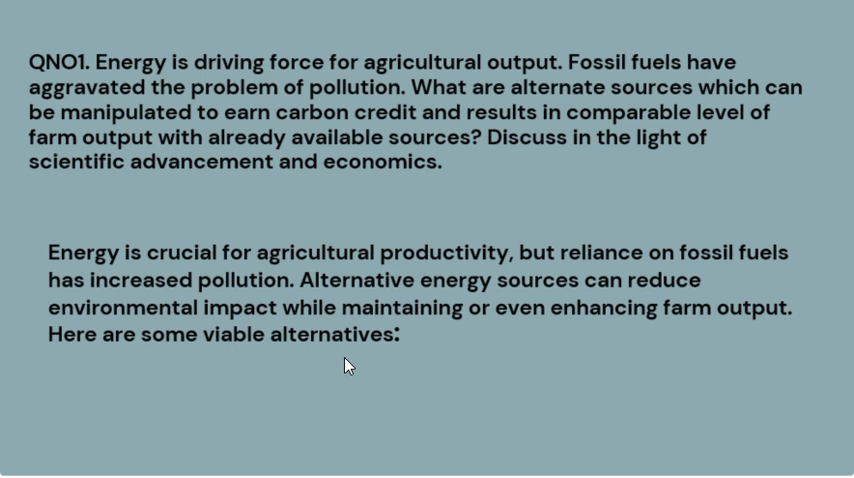 QNO1. Energy is driving force for agricultural output. Fossil fuels have
aggravated the problem of pollution. What are alternate sources which can
be manipulated to earn carbon credit and results in comparable level of
farm output with already available sources? Discuss in the light of
scientific advancement and economics.
Energy is crucial for agricultural productivity, but reliance on fossil fuels
has increased pollution. Alternative energy sources can reduce
environmental impact while maintaining or even enhancing farm output.
Here are some viable alternatives: